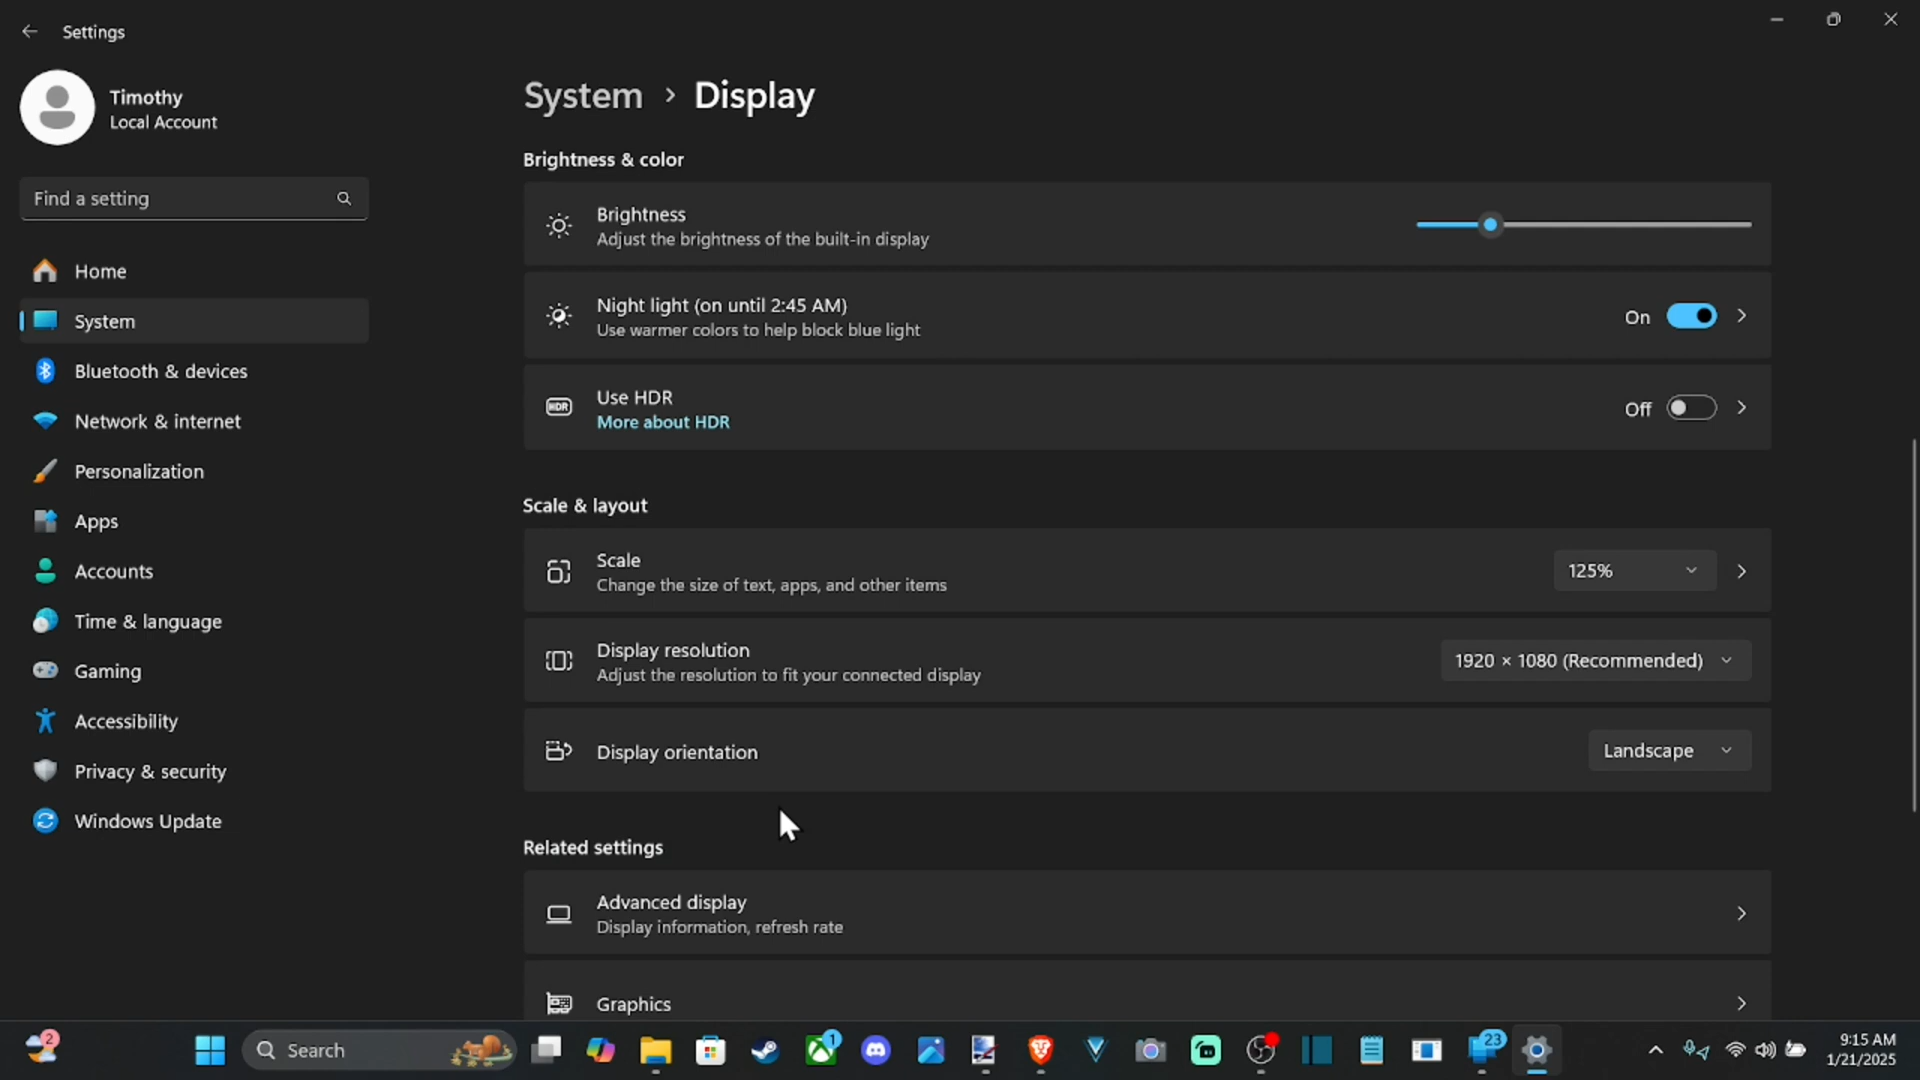 Settings
Timothy
Local Account
Find a setting
Home
System
Bluetooth & devices
Network & internet
Personalization
Apps
Accounts
Time & language
Gaming
Accessibility
Privacy & security
Windows Update
System > Display
Brightness & color
Brightness
Adjust the brightness of the built-in display
Night light (on until 2:45 AM)
Use warmer colors to help block blue light
On
Use HDR
More about HDR
Off
HDR
Scale & layout
Scale
Change the size of text, apps, and other items
125%
Display resolution
Adjust the resolution to fit your connected display
1920 × 1080 (Recommended)
Display orientation
Landscape
Related settings
Advanced display
Display information, refresh rate
Graphics
2
Search
1
23
9:15 AM
1/21/2025